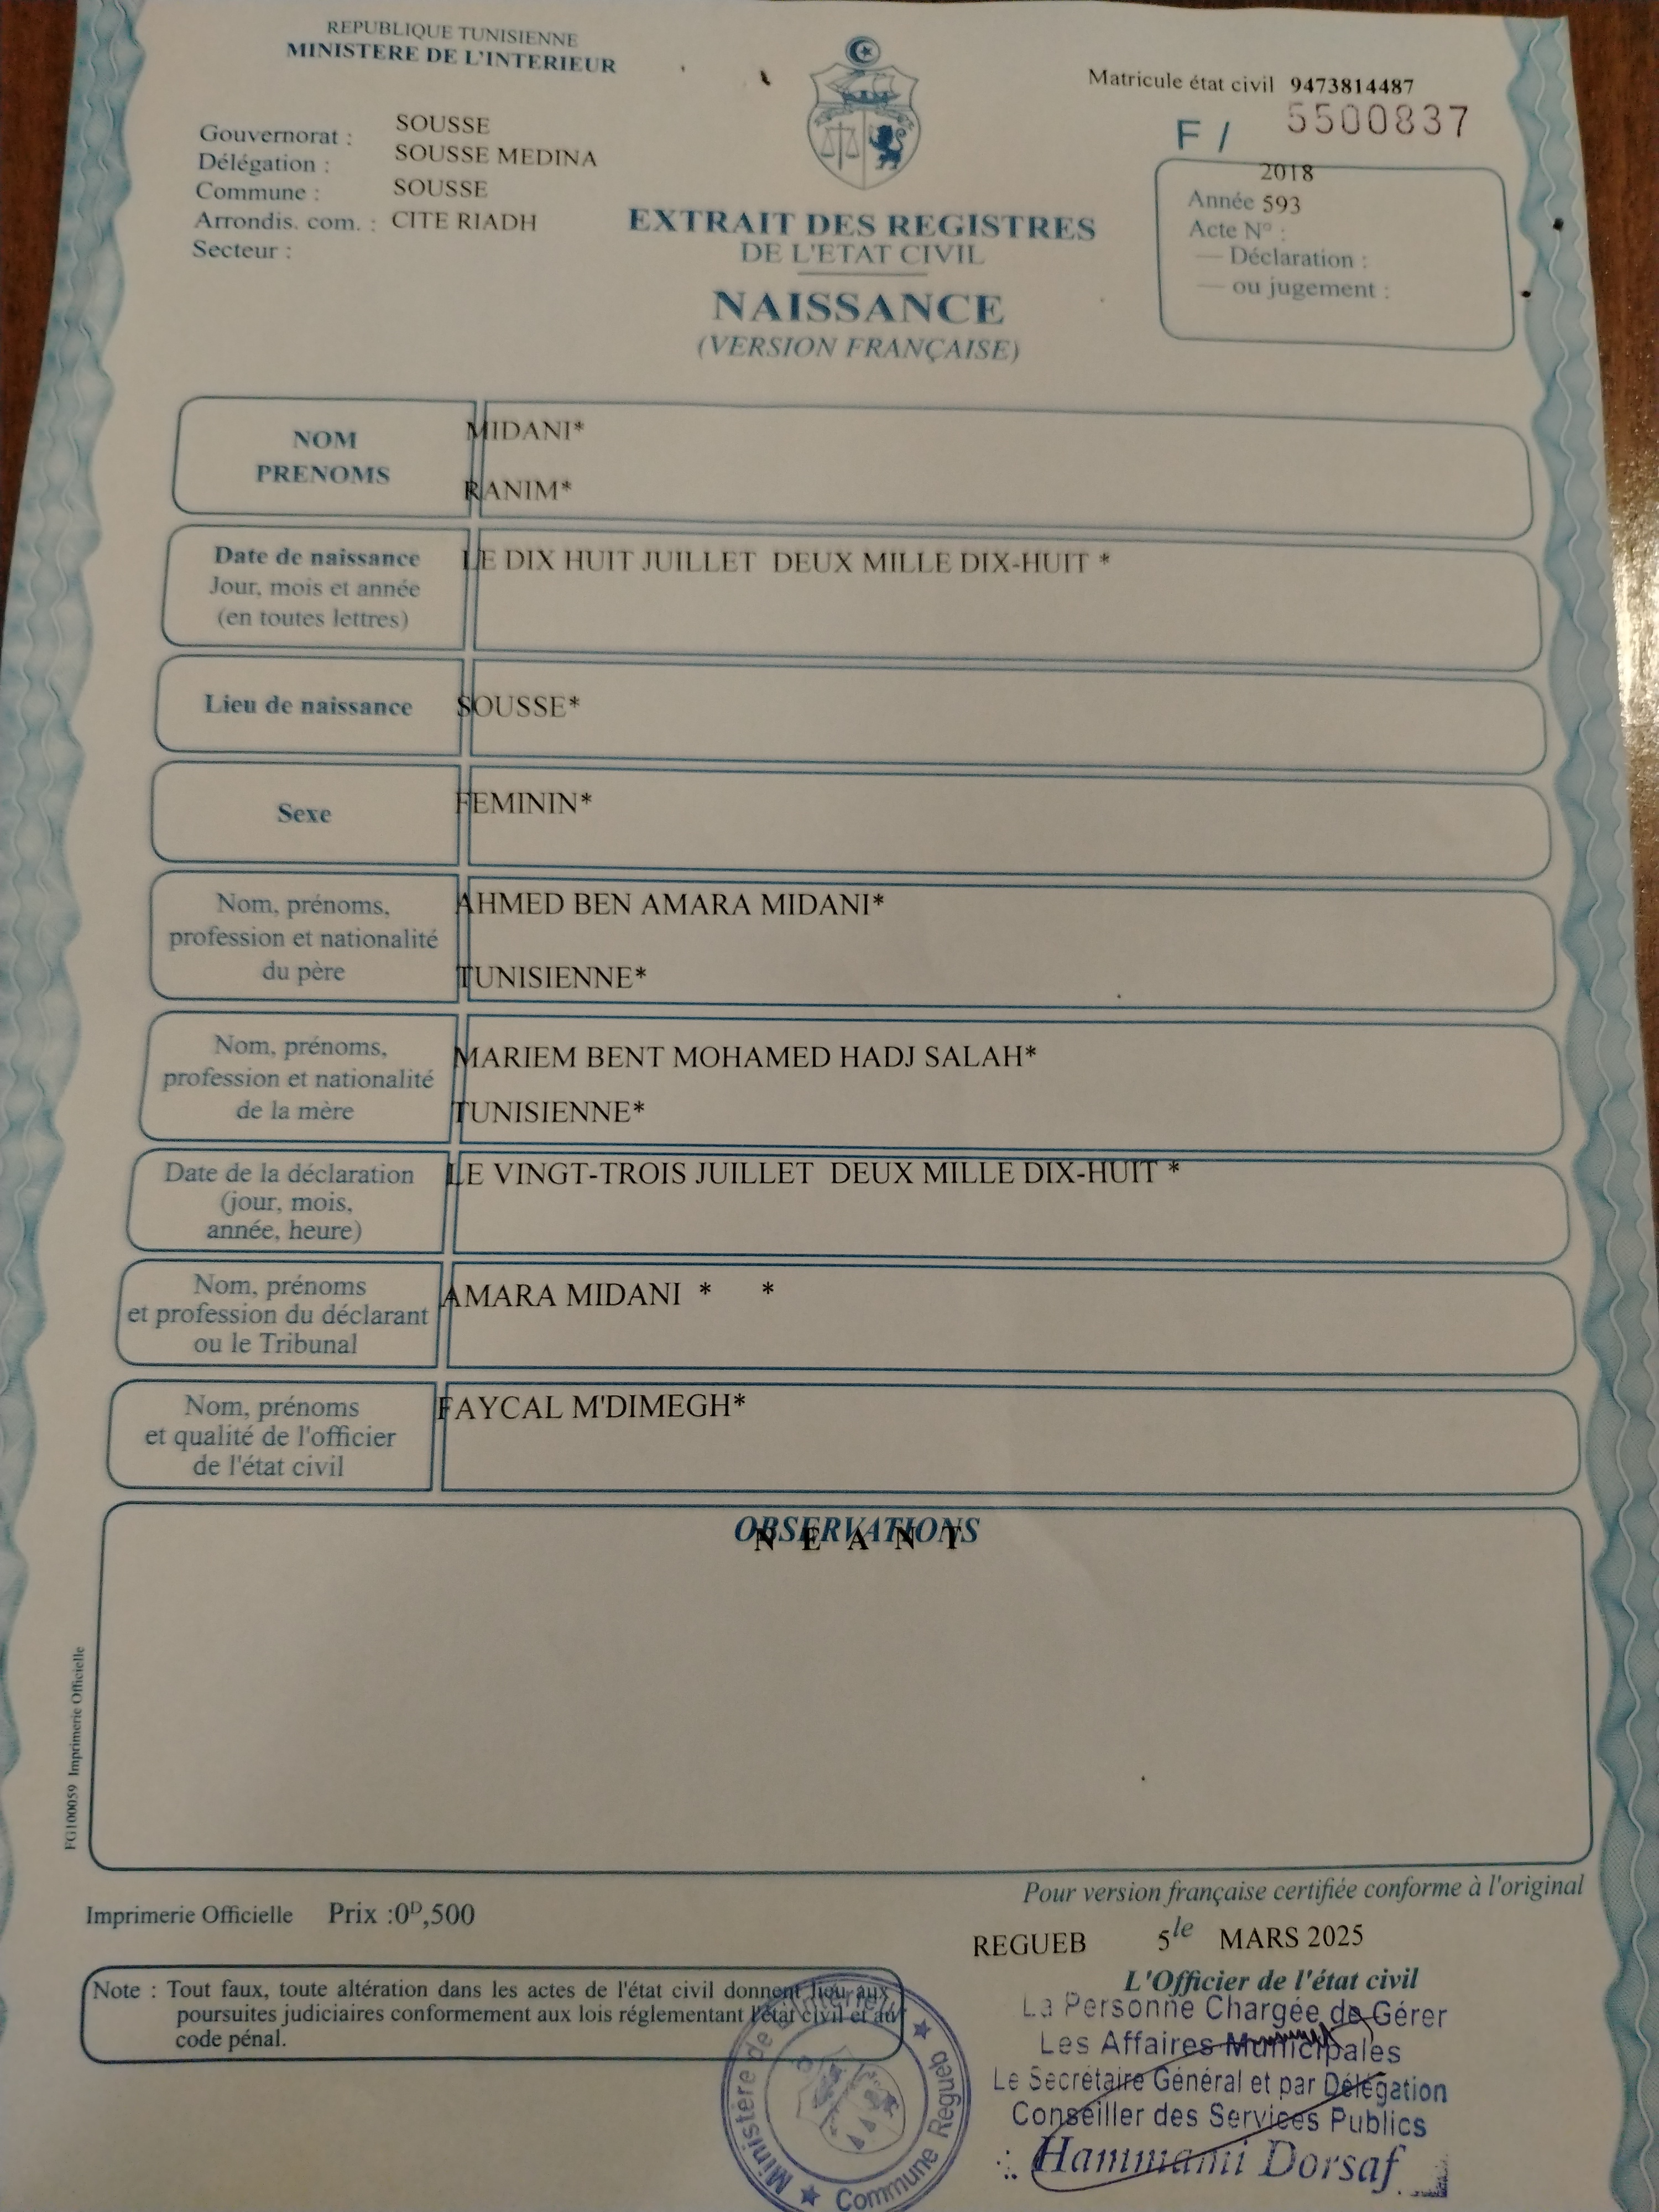 REPUBLIQUE TUNISIENNE
MINISTERE DE L'INTERIEUR
Matricule état civil 9473814487
F / 5500837
Gouvernorat : SOUSSE
Délégation : SOUSSE MEDINA
Commune : SOUSSE
Arrondis. com. : CITE RIADH
Secteur :
2018
Année 593
Acte N° :
— Déclaration :
— ou jugement :
EXTRAIT DES REGISTRES
DE L'ETAT CIVIL
NAISSANCE
(VERSION FRANÇAISE)
NOM MIDANI*
PRENOMS RANIM*
Date de naissance LE DIX HUIT JUILLET DEUX MILLE DIX-HUIT *
Jour, mois et année
(en toutes lettres)
Lieu de naissance SOUSSE*
Sexe FEMININ*
Nom, prénoms, AHMED BEN AMARA MIDANI*
profession et nationalité
du père TUNISIENNE*
Nom, prénoms, MARIEM BENT MOHAMED HADJ SALAH*
profession et nationalité
de la mère TUNISIENNE*
Date de la déclaration LE VINGT-TROIS JUILLET DEUX MILLE DIX-HUIT *
(jour, mois,
année, heure)
Nom, prénoms AMARA MIDANI * *
et profession du déclarant
ou le Tribunal
Nom, prénoms FAYCAL M'DIMEGH*
et qualité de l'officier
de l'état civil
OBSERVATIONS
N E A N T
FG100059 Imprimerie Officielle
Pour version française certifiée conforme à l'original
Imprimerie Officielle Prix :0ᴰ,500
REGUEB 5 le MARS 2025
L'Officier de l'état civil
La Personne Chargée de Gérer
Les Affaires Municipales
Le Secrétaire Général et par Délégation
Conseiller des Services Publics
Hammami Dorsaf
Note : Tout faux, toute altération dans les actes de l'état civil donnent lieu aux
poursuites judiciaires conformement aux lois réglementant l'état civil et au
code pénal.
Ministère de l'Intérieur ★ Commune Regueb ★